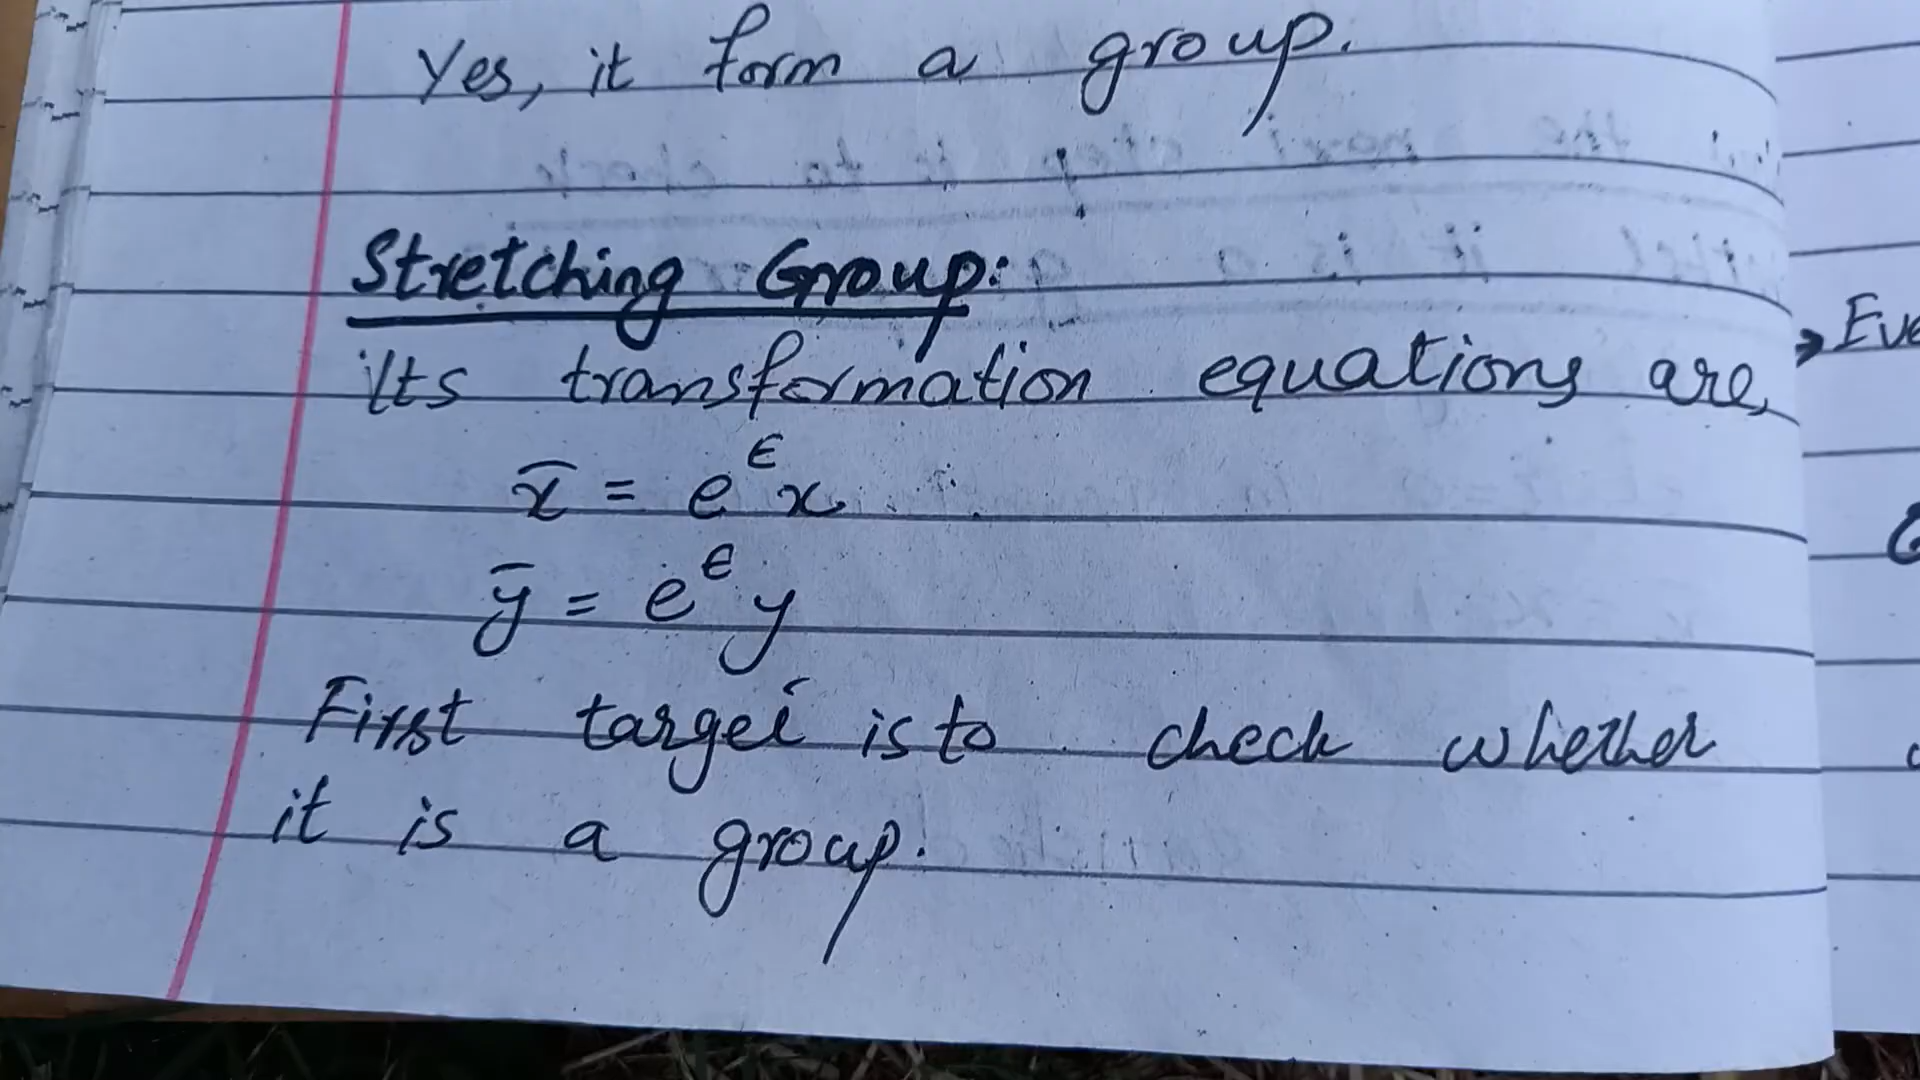 Yes, it form a group.
Stretching Group:
Its transformation equations are,
x̄ = e^ϵ x
ȳ = e^ϵ y
First target is to check whether
it is a group.